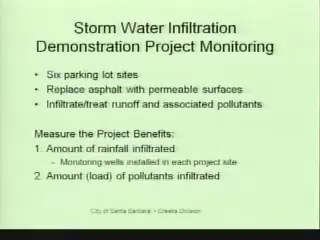 Storm Water Infiltration
Demonstration Project Monitoring
• Six parking lot sites
• Replace asphalt with permeable surfaces
• Infiltrate/treat runoff and associated pollutants
Measure the Project Benefits:
1. Amount of rainfall infiltrated
– Monitoring wells installed in each project site
2. Amount (load) of pollutants infiltrated
City of Santa Barbara • Creeks Division